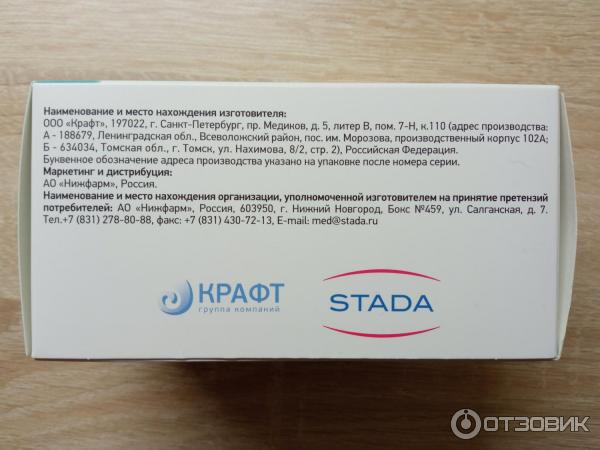 Наименование и место нахождения изготовителя:
ООО «Крафт», 197022, г. Санкт-Петербург, пр. Медиков, д. 5, литер В, пом. 7-Н, к.110 (адрес производства:
А - 188679, Ленинградская обл., Всеволожский район, пос. им. Морозова, производственный корпус 102А;
Б - 634034, Томская обл., г. Томск, ул. Нахимова, 8/2, стр. 2), Российская Федерация.
Буквенное обозначение адреса производства указано на упаковке после номера серии.
Маркетинг и дистрибуция:
АО «Нижфарм», Россия.
Наименование и место нахождения организации, уполномоченной изготовителем на принятие претензий
потребителей: АО «Нижфарм», Россия, 603950, г. Нижний Новгород, Бокс №459, ул. Салганская, д. 7.
Тел.+7 (831) 278-80-88, факс: +7 (831) 430-72-13, E-mail: med@stada.ru
КРАФТ
группа компаний
STADA
ОТЗОВИК